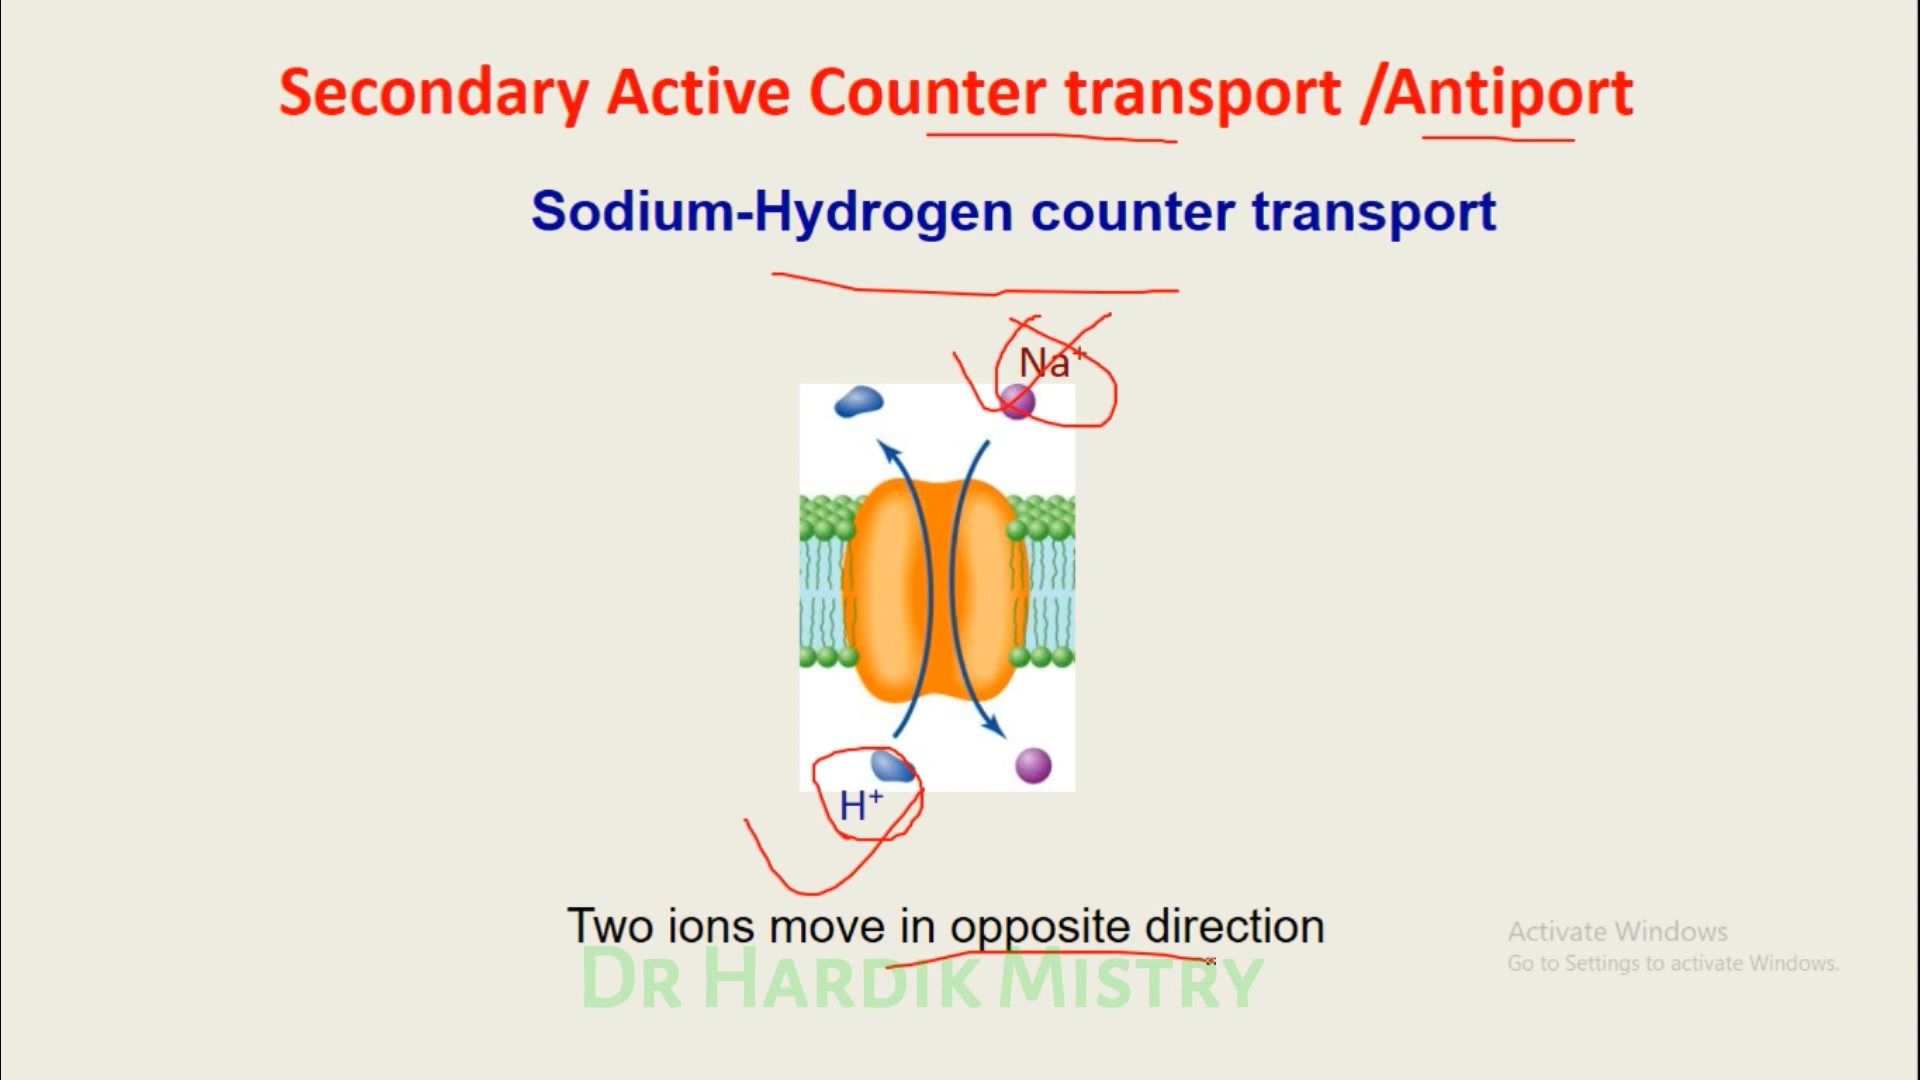 Secondary Active Counter transport /Antiport
Sodium-Hydrogen counter transport
Na⁺
H⁺
Two ions move in opposite direction
DR HARDIK MISTRY
Activate Windows
Go to Settings to activate Windows.